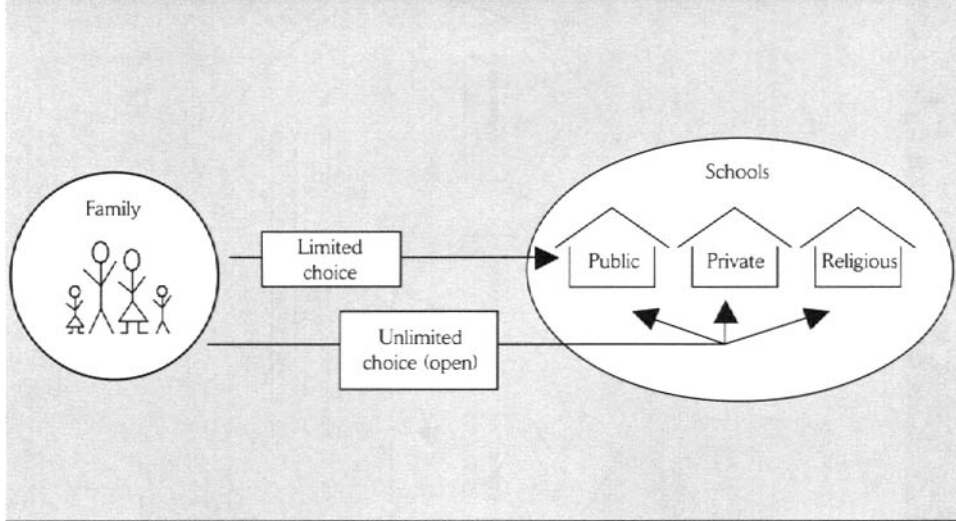 Schools
Family
Limited
choice
Public
Private
Religious
Unlimited
choice (open)